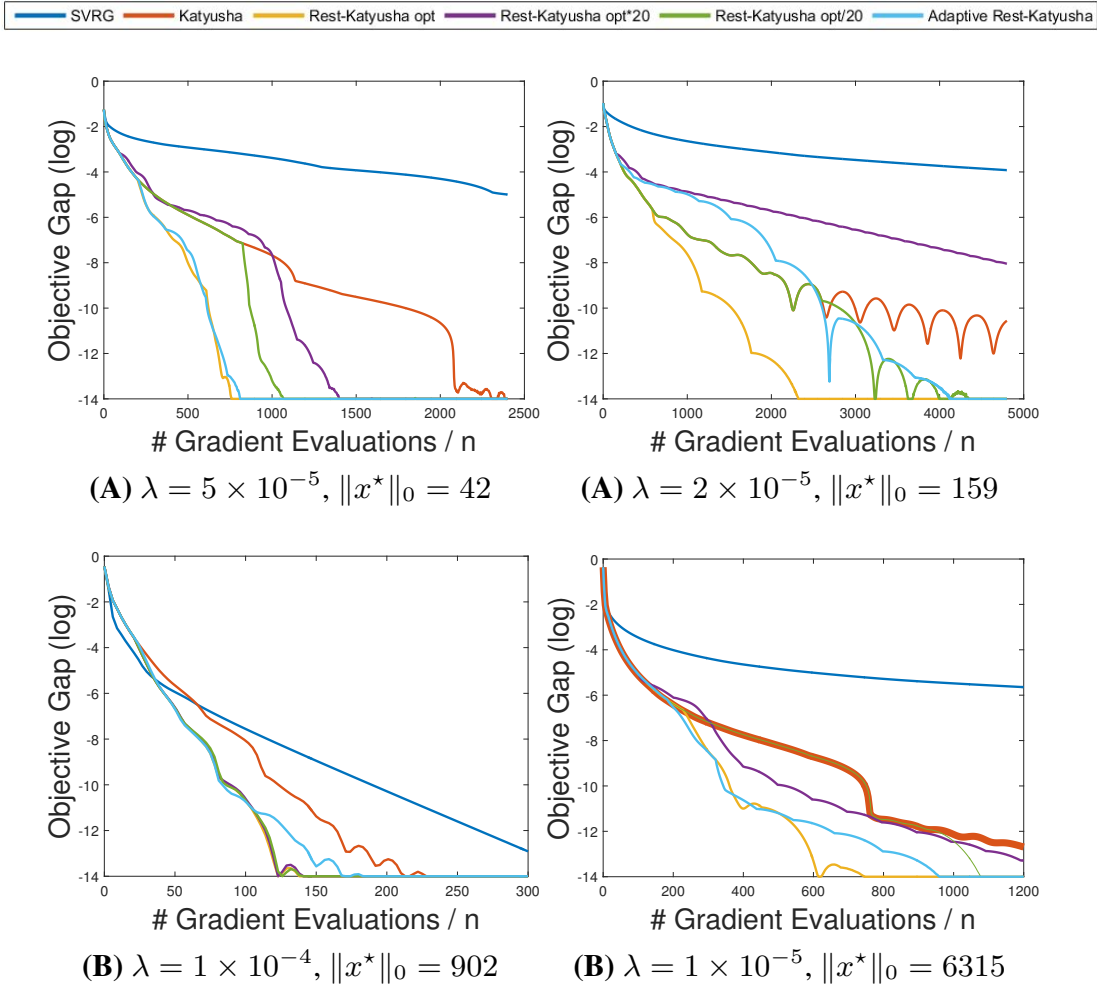 SVRG Katyusha Rest-Katyusha opt Rest-Katyusha opt*20 Rest-Katyusha opt/20 Adaptive Rest-Katyusha
Objective Gap (log)
0
-2
-4
-6
-8
-10
-12
-14
0 500 1000 1500 2000 2500
# Gradient Evaluations / n
(A) λ = 5 × 10⁻⁵, ‖x⋆‖₀ = 42
Objective Gap (log)
0
-2
-4
-6
-8
-10
-12
-14
0 1000 2000 3000 4000 5000
# Gradient Evaluations / n
(A) λ = 2 × 10⁻⁵, ‖x⋆‖₀ = 159
Objective Gap (log)
0
-2
-4
-6
-8
-10
-12
-14
0 50 100 150 200 250 300
# Gradient Evaluations / n
(B) λ = 1 × 10⁻⁴, ‖x⋆‖₀ = 902
Objective Gap (log)
0
-2
-4
-6
-8
-10
-12
-14
0 200 400 600 800 1000 1200
# Gradient Evaluations / n
(B) λ = 1 × 10⁻⁵, ‖x⋆‖₀ = 6315